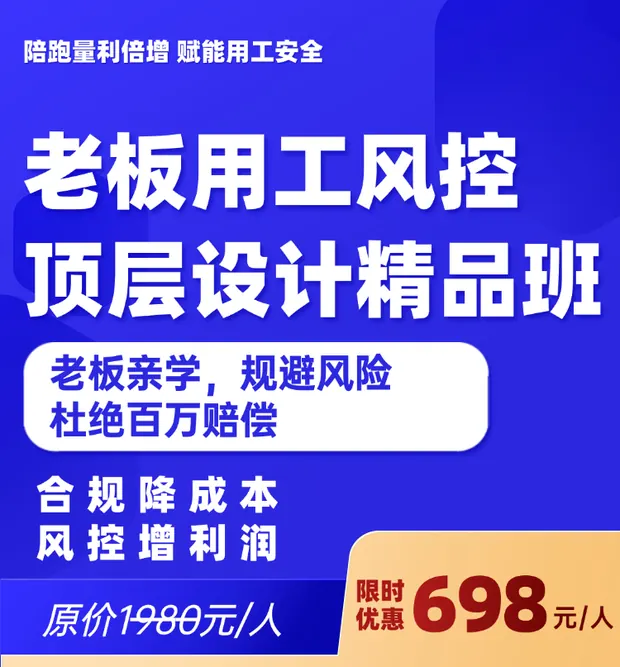 陪跑量利倍增 赋能用工安全
老板用工风控
顶层设计精品班
老板亲学，规避风险
杜绝百万赔偿
合规降成本
风控增利润
原价1980元/人
限时
优惠
698元/人